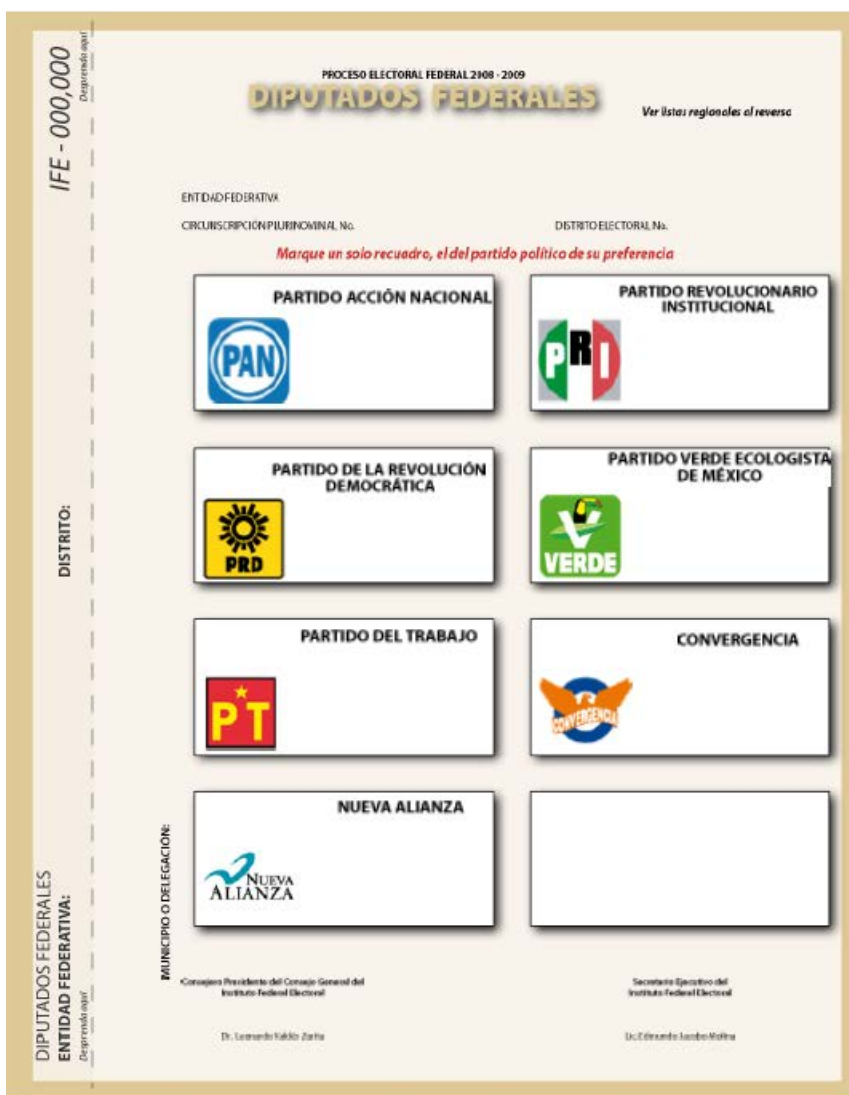 PROCESO ELECTORAL FEDERAL 2008 - 2009
DIPUTADOS FEDERALES
Ver listas regionales al reverso
IFE - 000,000
Desprenda aquí
ENTIDAD FEDERATIVA
CIRCUNSCRIPCIÓN PLURINOMINAL No.
DISTRITO ELECTORAL No.
Marque un solo recuadro, el del partido político de su preferencia
PARTIDO ACCIÓN NACIONAL
PAN
PARTIDO REVOLUCIONARIO
INSTITUCIONAL
PRI
PARTIDO DE LA REVOLUCIÓN
DEMOCRÁTICA
PRD
PARTIDO VERDE ECOLOGISTA
DE MÉXICO
VERDE
DISTRITO:
PARTIDO DEL TRABAJO
PT
CONVERGENCIA
CONVERGENCIA
NUEVA ALIANZA
NUEVA
ALIANZA
MUNICIPIO O DELEGACIÓN:
DIPUTADOS FEDERALES
ENTIDAD FEDERATIVA:
Desprenda aquí
Consejero Presidente del Consejo General del
Instituto Federal Electoral
Dr. Leonardo Valdés Zurita
Secretario Ejecutivo del
Instituto Federal Electoral
Lic. Edmundo Jacobo Molina